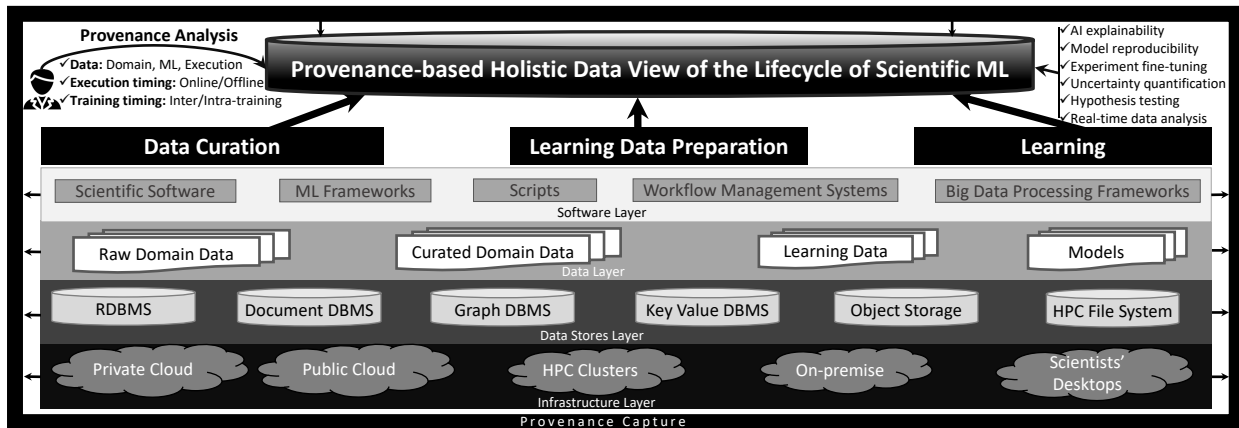 Provenance Analysis
✓Data: Domain, ML, Execution
✓Execution timing: Online/Offline
✓Training timing: Inter/Intra-training
Provenance-based Holistic Data View of the Lifecycle of Scientific ML
✓AI explainability
✓Model reproducibility
✓Experiment fine-tuning
✓Uncertainty quantification
✓Hypothesis testing
✓Real-time data analysis
Data Curation
Learning Data Preparation
Learning
Scientific Software
ML Frameworks
Scripts
Workflow Management Systems
Big Data Processing Frameworks
Software Layer
Raw Domain Data
Curated Domain Data
Learning Data
Models
Data Layer
RDBMS
Document DBMS
Graph DBMS
Key Value DBMS
Object Storage
HPC File System
Data Stores Layer
Private Cloud
Public Cloud
HPC Clusters
On-premise
Scientists’
Desktops
Infrastructure Layer
Provenance Capture